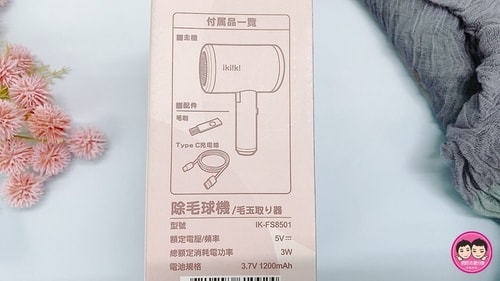 付属品一覽
主機
ikiiki
配件
毛刷
Type C充電線
除毛球機/毛玉取り器
型號 IK-FS8501
額定電壓/頻率 5V⎓
總額定消耗電功率 3W
電池規格 3.7V 1200mAh